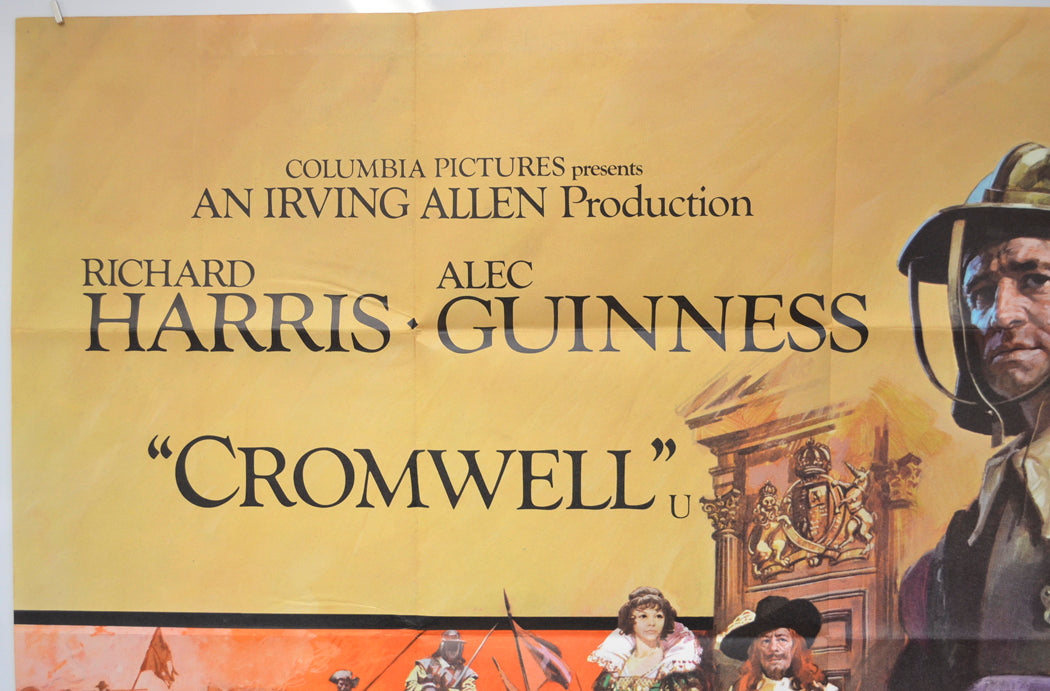 COLUMBIA PICTURES presents
AN IRVING ALLEN Production
RICHARD HARRIS · ALEC GUINNESS
"CROMWELL" U